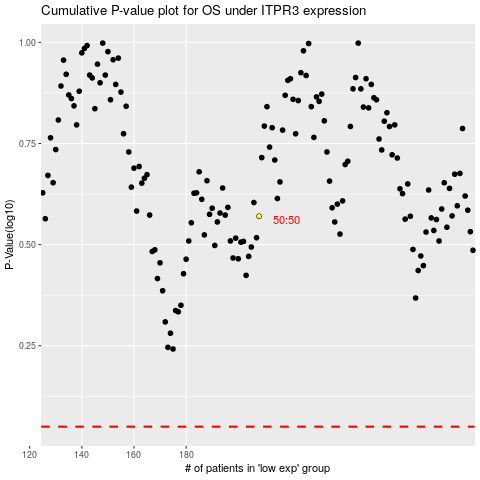 Cumulative P-value plot for OS under ITPR3 expression
P-Value(log10)
1.00
0.75
0.50
0.25
50:50
120 140 160 180
# of patients in 'low exp' group